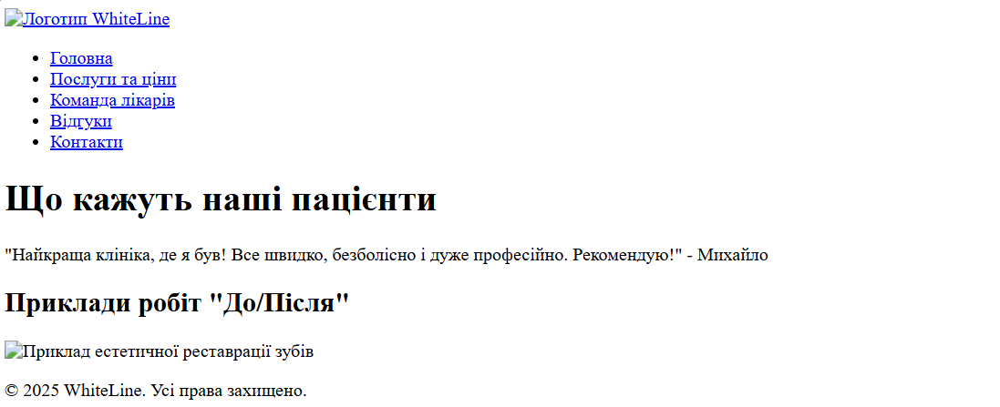 Логотип WhiteLine
Головна
Послуги та ціни
Команда лікарів
Відгуки
Контакти
Що кажуть наші пацієнти
"Найкраща клініка, де я був! Все швидко, безболісно і дуже професійно. Рекомендую!" - Михайло
Приклади робіт "До/Після"
Приклад естетичної реставрації зубів
© 2025 WhiteLine. Усі права захищено.